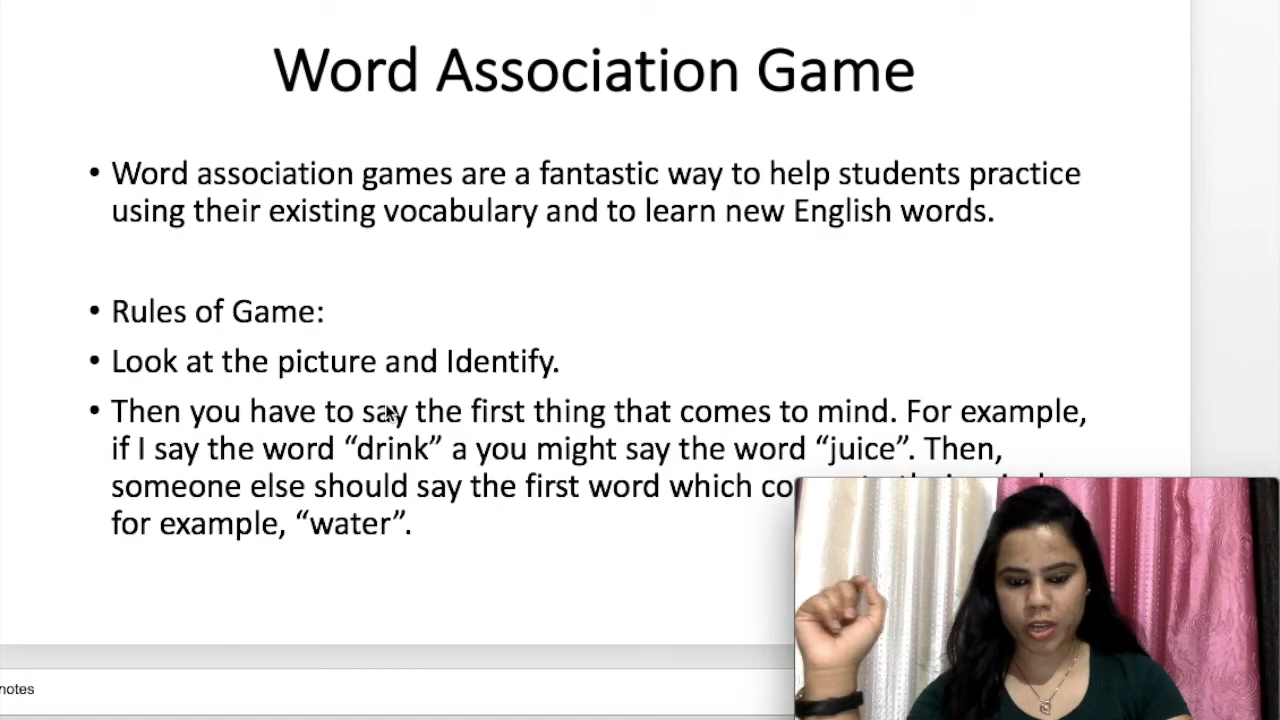 Word Association Game
• Word association games are a fantastic way to help students practice
using their existing vocabulary and to learn new English words.
• Rules of Game:
• Look at the picture and Identify.
• Then you have to say the first thing that comes to mind. For example,
if I say the word “drink” a you might say the word “juice”. Then,
someone else should say the first word which
for example, “water”.
notes